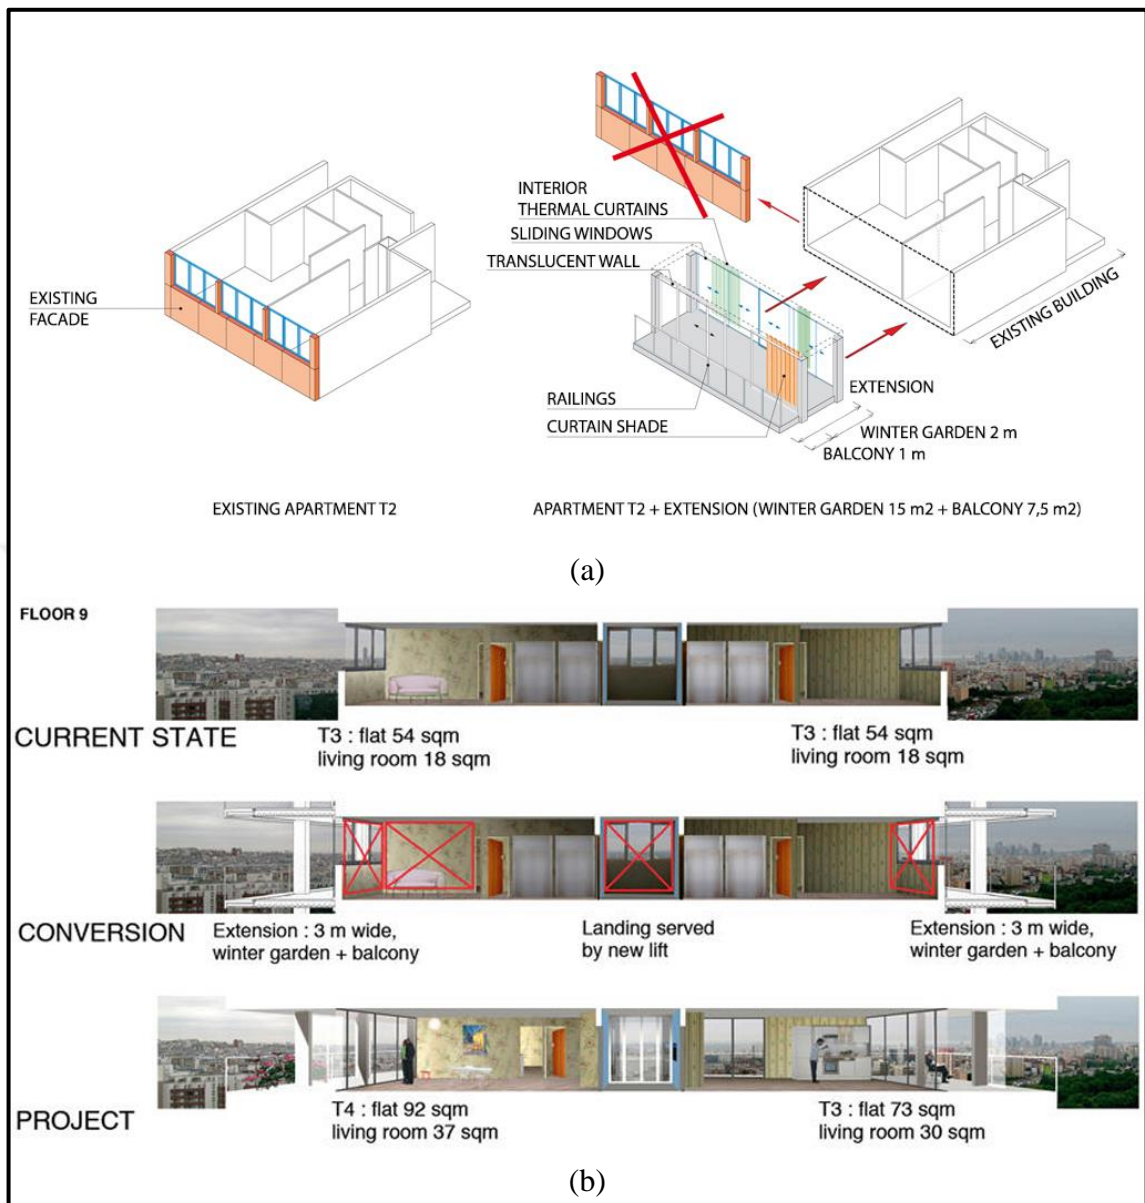 INTERIOR
THERMAL CURTAINS
SLIDING WINDOWS
TRANSLUCENT WALL
EXISTING
FACADE
EXISTING BUILDING
EXTENSION
RAILINGS
CURTAIN SHADE
WINTER GARDEN 2 m
BALCONY 1 m
EXISTING APARTMENT T2
APARTMENT T2 + EXTENSION (WINTER GARDEN 15 m2 + BALCONY 7,5 m2)
(a)
FLOOR 9
CURRENT STATE
T3 : flat 54 sqm
living room 18 sqm
T3 : flat 54 sqm
living room 18 sqm
CONVERSION
Extension : 3 m wide,
winter garden + balcony
Landing served
by new lift
Extension : 3 m wide,
winter garden + balcony
PROJECT
T4 : flat 92 sqm
living room 37 sqm
T3 : flat 73 sqm
living room 30 sqm
(b)